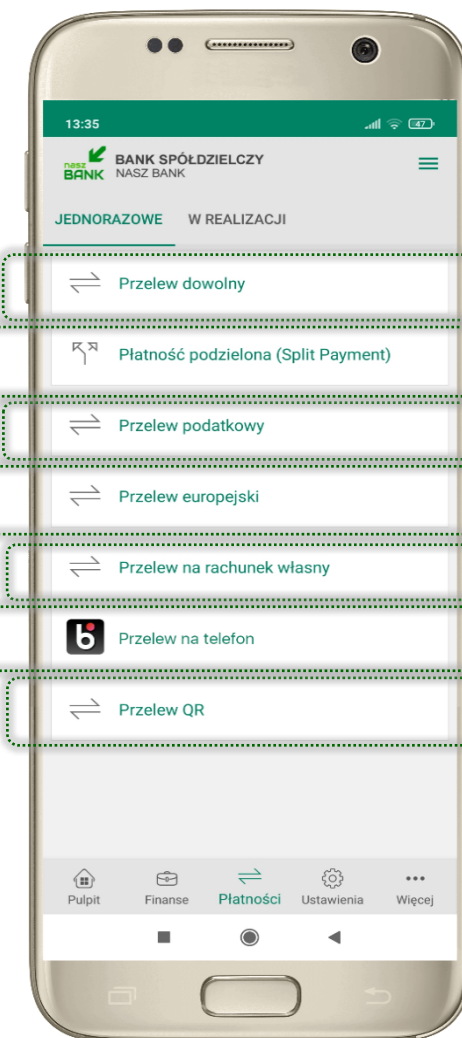 13:35
47
nasz
BANK
BANK SPÓŁDZIELCZY
NASZ BANK
JEDNORAZOWE W REALIZACJI
Przelew dowolny
Płatność podzielona (Split Payment)
Przelew podatkowy
Przelew europejski
Przelew na rachunek własny
b Przelew na telefon
Przelew QR
Pulpit Finanse Płatności Ustawienia Więcej